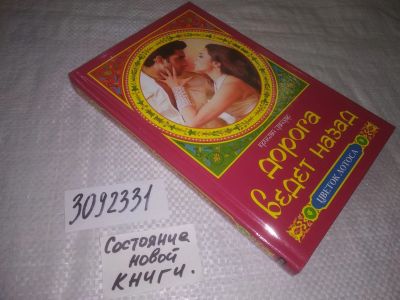 дорога
ведет назад
ЦВЕТОК ЛОТОСА
3092331
Состояние
новой
книги.